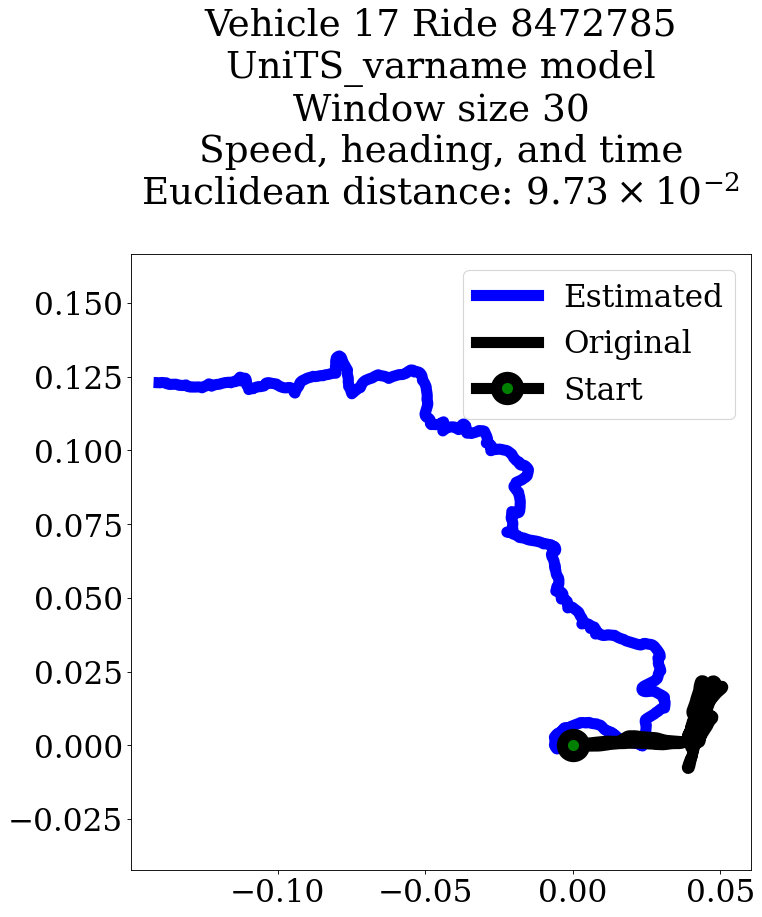 Vehicle 17 Ride 8472785
UniTS_varname model
Window size 30
Speed, heading, and time
Euclidean distance: 9.73 × 10⁻²
Estimated
Original
Start
0.150
0.125
0.100
0.075
0.050
0.025
0.000
−0.025
−0.10 −0.05 0.00 0.05